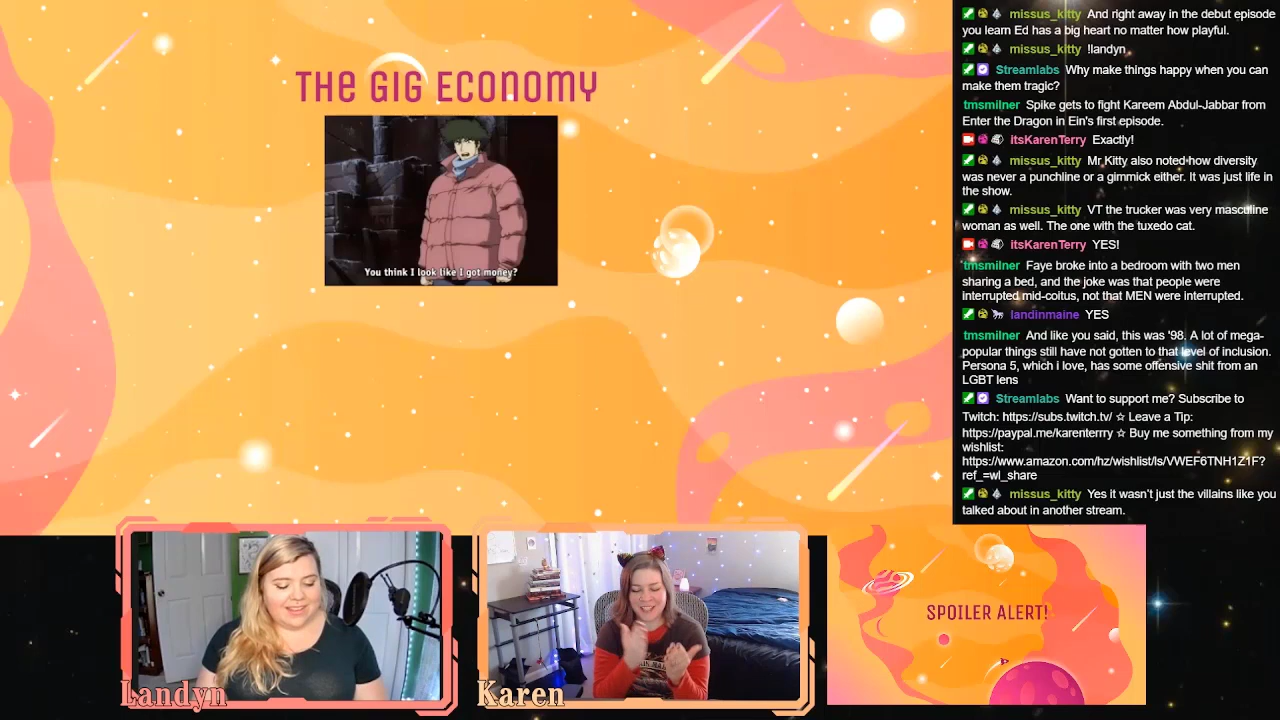 THE GIG ECONOMY
You think I look like I got money?
missus_kitty And right away in the debut episode
you learn Ed has a big heart no matter how playful.
missus_kitty !landyn
Streamlabs Why make things happy when you can
make them tragic?
tmsmilner Spike gets to fight Kareem Abdul-Jabbar from
Enter the Dragon in Ein's first episode.
itsKarenTerry Exactly!
missus_kitty Mr Kitty also noted how diversity
was never a punchline or a gimmick either. It was just life in
the show.
missus_kitty VT the trucker was very masculine
woman as well. The one with the tuxedo cat.
itsKarenTerry YES!
tmsmilner Faye broke into a bedroom with two men
sharing a bed, and the joke was that people were
interrupted mid-coitus, not that MEN were interrupted.
landinmaine YES
tmsmilner And like you said, this was '98. A lot of mega-
popular things still have not gotten to that level of inclusion.
Persona 5, which i love, has some offensive shit from an
LGBT lens
Streamlabs Want to support me? Subscribe to
Twitch: https://subs.twitch.tv/ ☆ Leave a Tip:
https://paypal.me/karenterrry ☆ Buy me something from my
wishlist:
https://www.amazon.com/hz/wishlist/ls/VWEF6TNH1Z1F?
ref_=wl_share
missus_kitty Yes it wasn't just the villains like you
talked about in another stream.
SPOILER ALERT!
Landyn
Karen